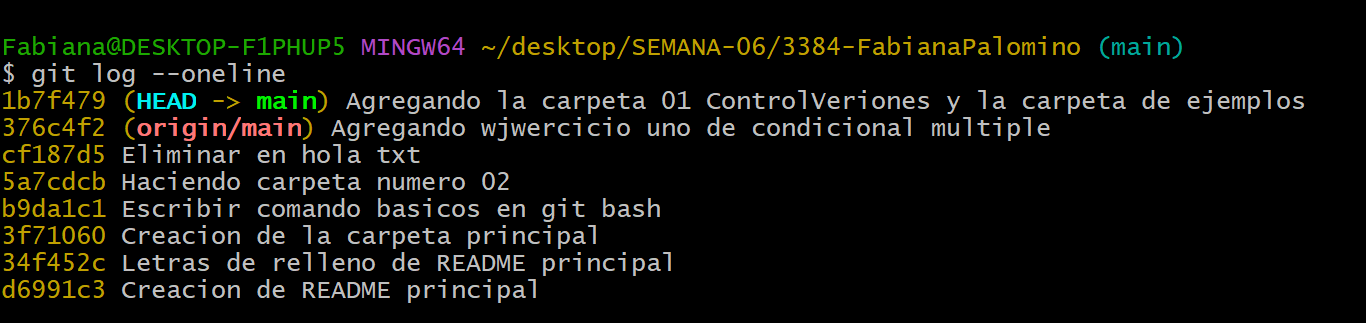 Fabiana@DESKTOP-F1PHUP5 MINGW64 ~/desktop/SEMANA-06/3384-FabianaPalomino (main)
$ git log --oneline
1b7f479 (HEAD -> main) Agregando la carpeta 01 ControlVeriones y la carpeta de ejemplos
376c4f2 (origin/main) Agregando wjwercicio uno de condicional multiple
cf187d5 Eliminar en hola txt
5a7cdcb Haciendo carpeta numero 02
b9da1c1 Escribir comando basicos en git bash
3f71060 Creacion de la carpeta principal
34f452c Letras de relleno de README principal
d6991c3 Creacion de README principal